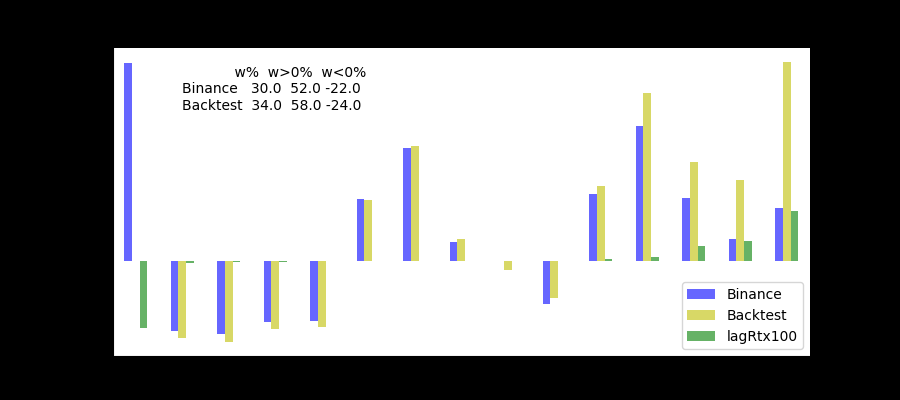 w% w>0% w<0%
Binance 30.0 52.0 -22.0
Backtest 34.0 58.0 -24.0
Binance
Backtest
lagRtx100